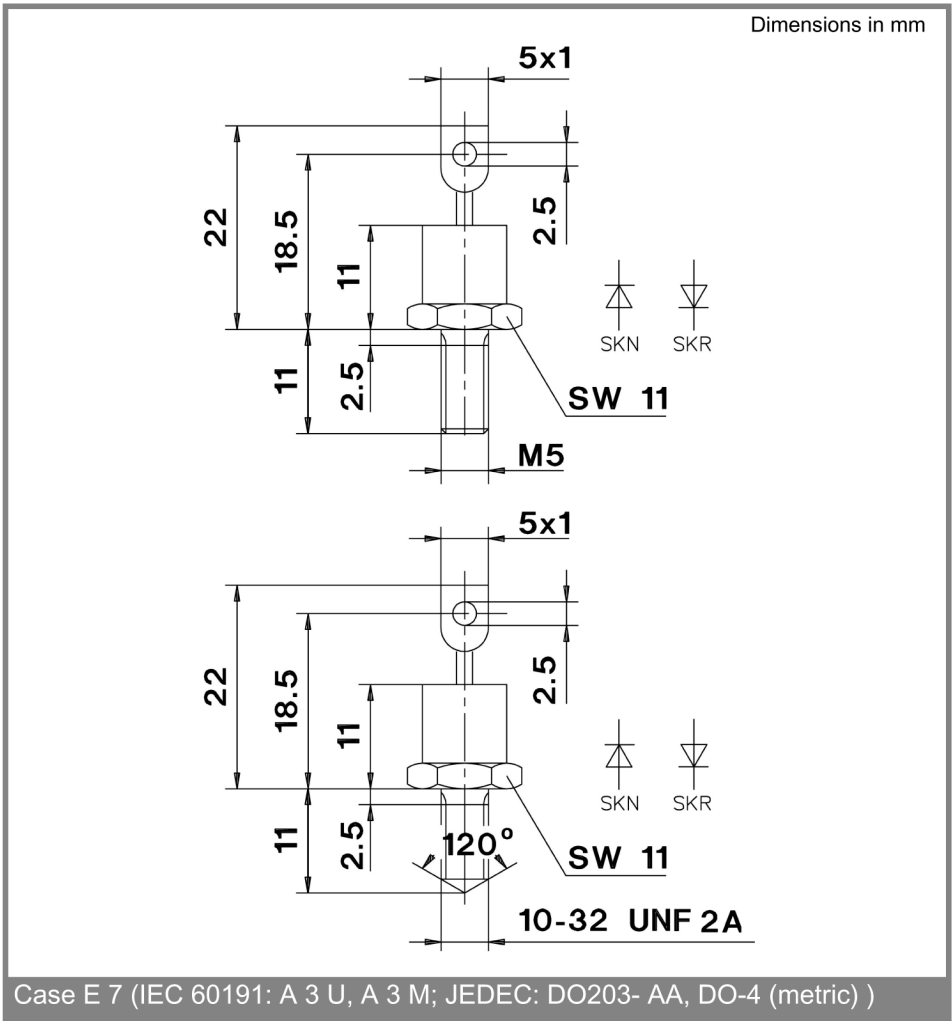 Dimensions in mm
5x1
22
18.5
11
2.5
SKN SKR
11
2.5
SW 11
M5
5x1
22
18.5
11
2.5
SKN SKR
11
2.5
120°
SW 11
10-32 UNF 2A
Case E 7 (IEC 60191: A 3 U, A 3 M; JEDEC: DO203- AA, DO-4 (metric) )